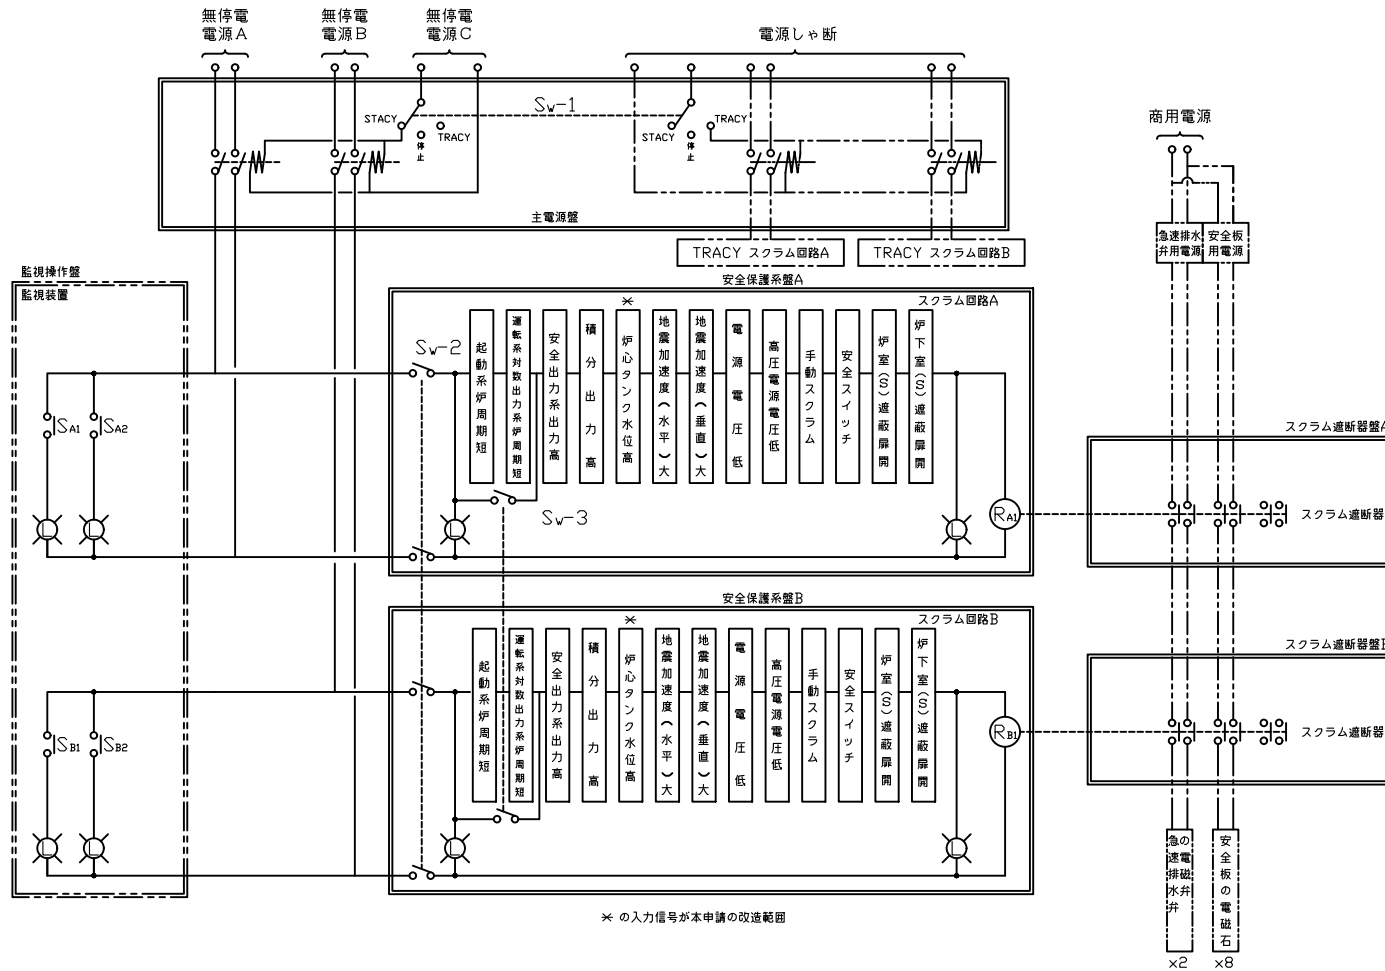 無停電
電源A
無停電
電源B
無停電
電源C
電源しゃ断
Sw-1
STACY
停止
TRACY
STACY
停止
TRACY
主電源盤
TRACY スクラム回路A
TRACY スクラム回路B
商用電源
急速排水
弁用電源
安全板
用電源
監視操作盤
監視装置
SA1
SA2
L
L
SB1
SB2
L
L
安全保護系盤A
スクラム回路A
Sw-2
起動系炉周期短
運転系対数出力系炉周期短
安全出力系出力高
積分出力高
炉心タンク水位高
地震加速度(水平)大
地震加速度(垂直)大
電源電圧低
高圧電源電圧低
手動スクラム
安全スイッチ
炉室(S)遮蔽扉開
炉下室(S)遮蔽扉開
Sw-3
L
L
RA1
スクラム遮断器盤A
スクラム遮断器
安全保護系盤B
スクラム回路B
起動系炉周期短
運転系対数出力系炉周期短
安全出力系出力高
積分出力高
炉心タンク水位高
地震加速度(水平)大
地震加速度(垂直)大
電源電圧低
高圧電源電圧低
手動スクラム
安全スイッチ
炉室(S)遮蔽扉開
炉下室(S)遮蔽扉開
L
L
RB1
スクラム遮断器盤B
スクラム遮断器
急速排水弁
の電磁弁
×2
安全板の電磁石
×8
※ の入力信号が本申請の改造範囲